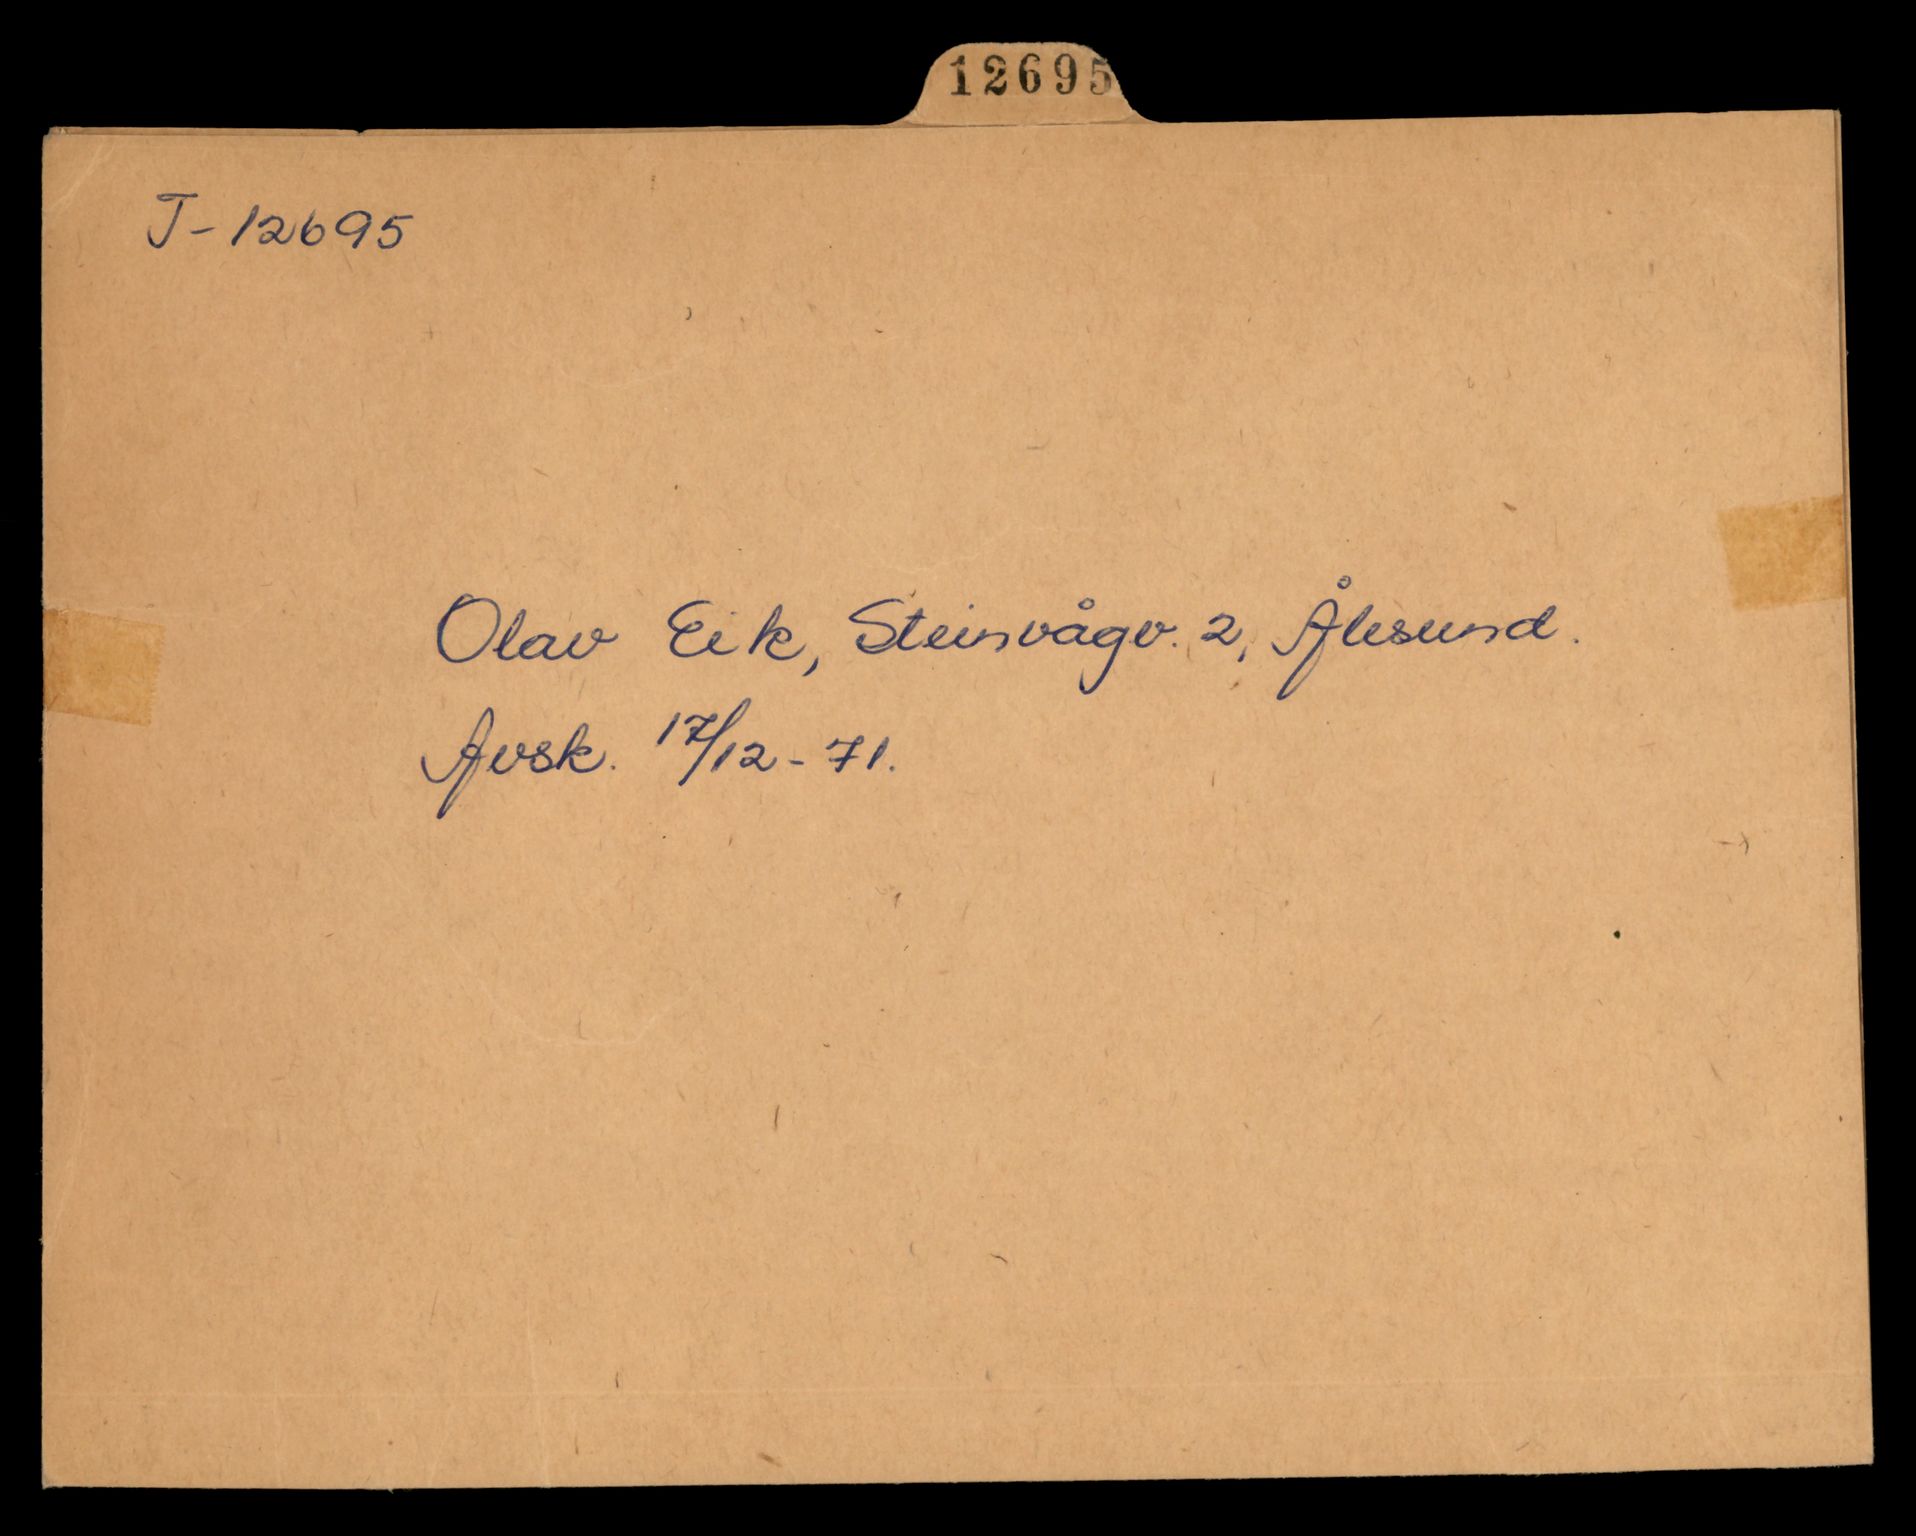 12695
T-12695
Olav Eik, Steinvågv. 2, Ålesund.
Avsk. 17/12-71.